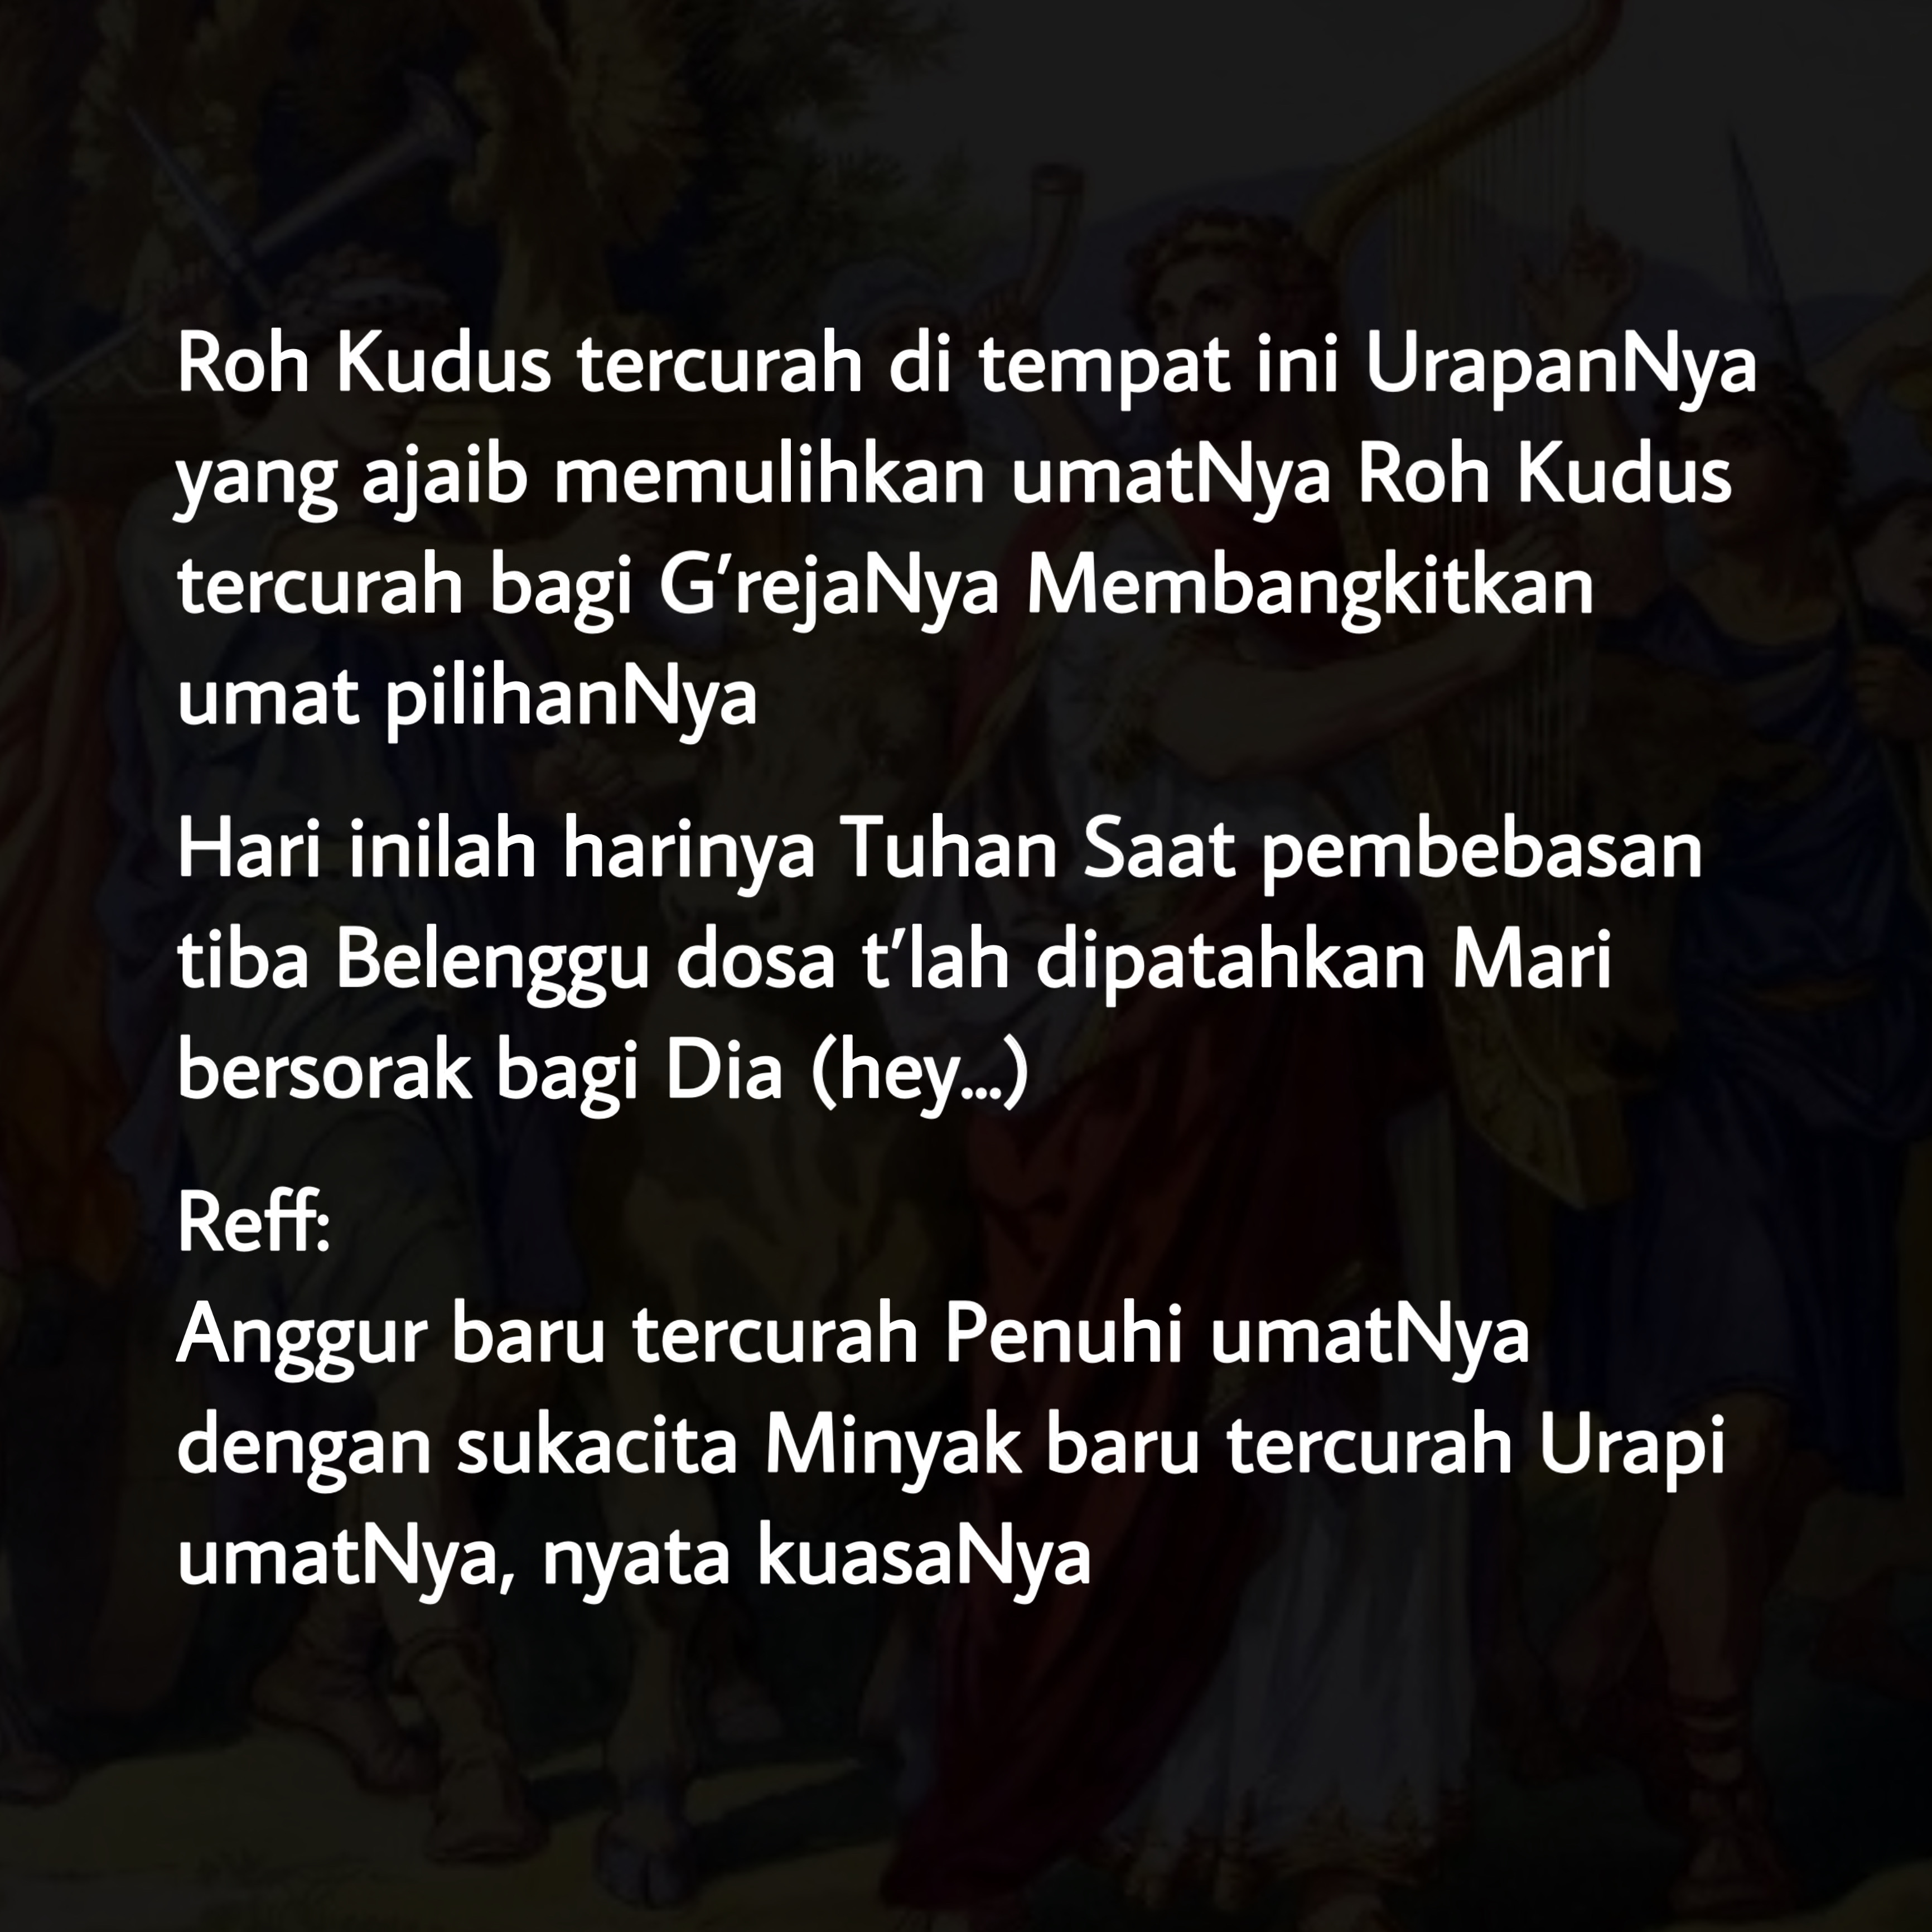 Roh Kudus tercurah di tempat ini UrapanNya
yang ajaib memulihkan umatNya Roh Kudus
tercurah bagi G'rejaNya Membangkitkan
umat pilihanNya
Hari inilah harinya Tuhan Saat pembebasan
tiba Belenggu dosa t'lah dipatahkan Mari
bersorak bagi Dia (hey...)
Reff:
Anggur baru tercurah Penuhi umatNya
dengan sukacita Minyak baru tercurah Urapi
umatNya, nyata kuasaNya